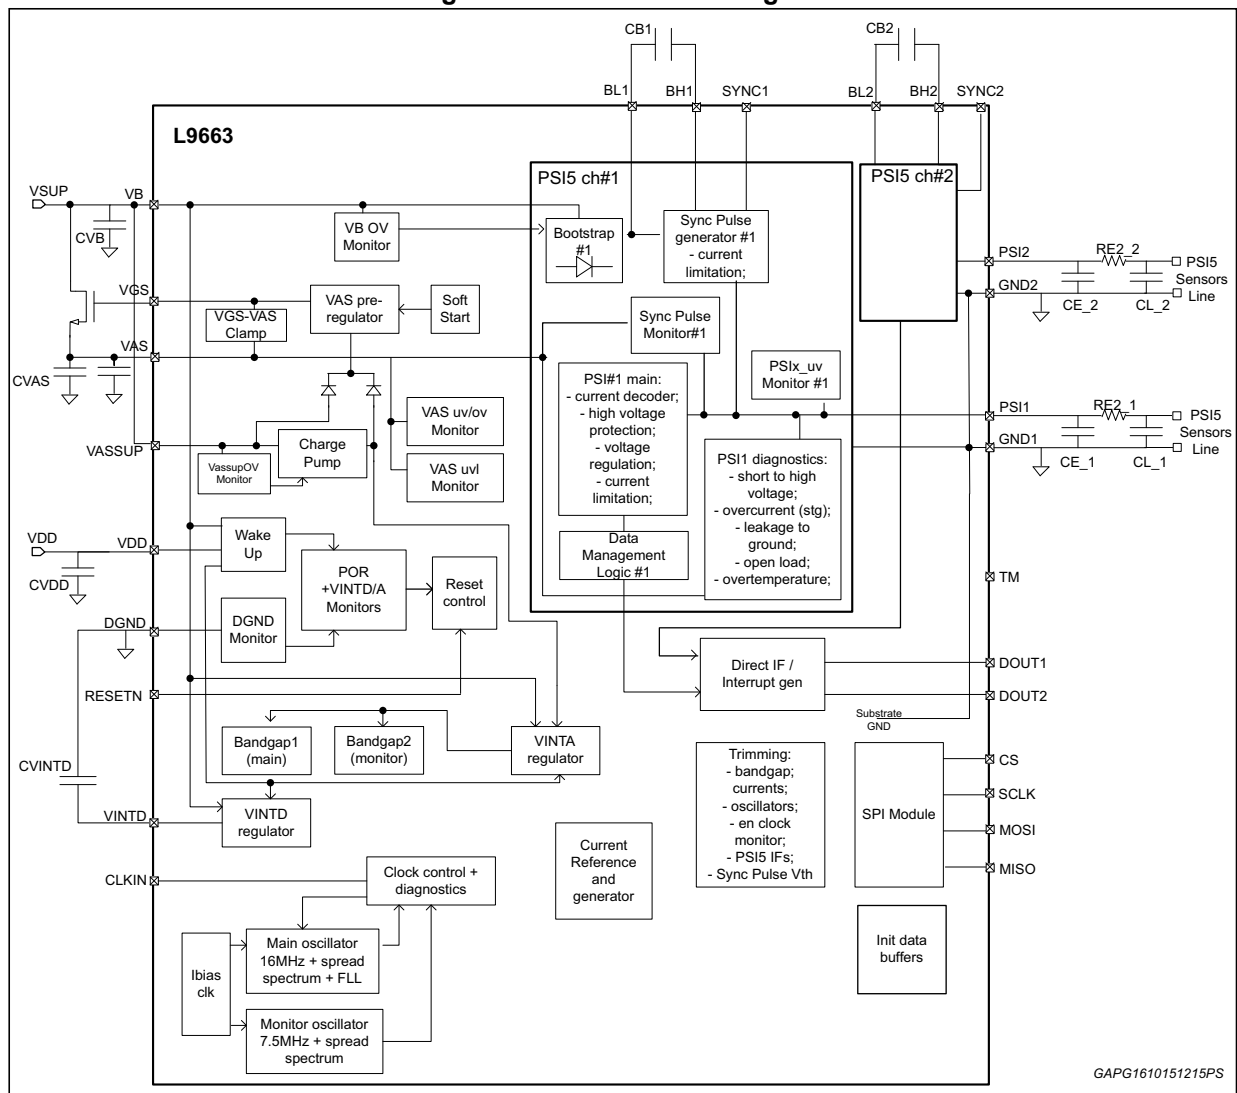 CB1
CB2
BL1
BH1
SYNC1
BL2
BH2
SYNC2
L9663
PSI5 ch#1
PSI5 ch#2
VSUP
VB
CVB
VB OV
Monitor
Bootstrap
#1
Sync Pulse
generator #1
- current
limitation;
PSI2
RE2_2
PSI5
Sensors
Line
GND2
CE_2
CL_2
VGS
VGS-VAS
Clamp
VAS pre-
regulator
Soft
Start
Sync Pulse
Monitor#1
VAS
CVAS
PSI#1 main:
- current decoder;
- high voltage
protection;
- voltage
regulation;
- current
limitation;
PSIx_uv
Monitor #1
PSI1
RE2_1
PSI5
Sensors
Line
GND1
CE_1
CL_1
VAS uv/ov
Monitor
VASSUP
Charge
Pump
VassupOV
Monitor
VAS uvl
Monitor
PSI1 diagnostics:
- short to high
voltage;
- overcurrent (stg)
- leakage to
ground;
- open load;
- overtemperature;
VDD
VDD
CVDD
Wake
Up
Data
Management
Logic #1
POR
+VINTD/A
Monitors
Reset
control
TM
DGND
DGND
Monitor
Direct IF /
Interrupt gen
DOUT1
DOUT2
RESETN
Substrate
GND
Bandgap1
(main)
Bandgap2
(monitor)
VINTA
regulator
Trimming:
- bandgap;
currents;
- oscillators;
- en clock
monitor;
- PSI5 IFs;
- Sync Pulse Vth
SPI Module
CS
SCLK
MOSI
MISO
CVINTD
VINTD
VINTD
regulator
Current
Reference
and
generator
CLKIN
Clock control +
diagnostics
Init data
buffers
Ibias
clk
Main oscillator
16MHz + spread
spectrum + FLL
Monitor oscillator
7.5MHz + spread
spectrum
GAPG1610151215PS